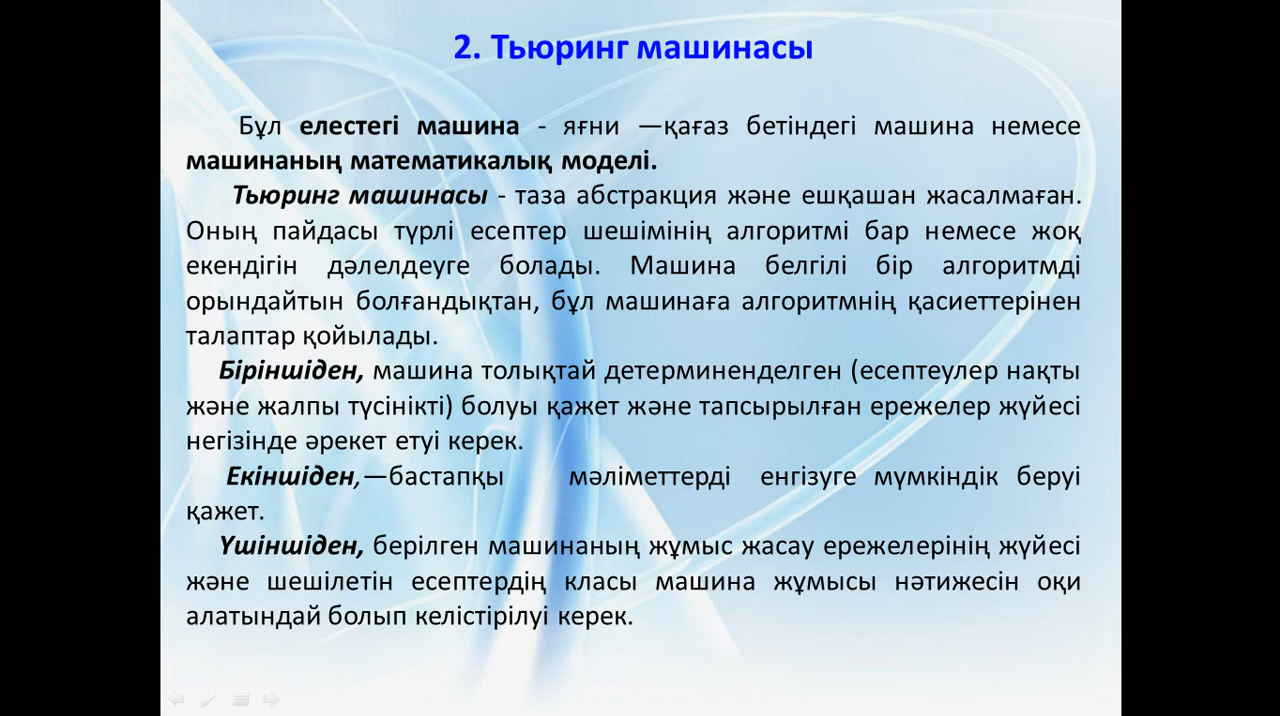 2. Тьюринг машинасы
Бұл елестегі машина - яғни —қағаз бетіндегі машина немесе
машинаның математикалық моделі.
Тьюринг машинасы - таза абстракция және ешқашан жасалмаған.
Оның пайдасы түрлі есептер шешімінің алгоритмі бар немесе жоқ
екендігін дәлелдеуге болады. Машина белгілі бір алгоритмді
орындайтын болғандықтан, бұл машинаға алгоритмнің қасиеттерінен
талаптар қойылады.
Біріншіден, машина толықтай детерминенделген (есептеулер нақты
және жалпы түсінікті) болуы қажет және тапсырылған ережелер жүйесі
негізінде әрекет етуі керек.
Екіншіден,—бастапқы мәліметтерді енгізуге мүмкіндік беруі
қажет.
Үшіншіден, берілген машинаның жұмыс жасау ережелерінің жүйесі
және шешілетін есептердің класы машина жұмысы нәтижесін оқи
алатындай болып келістірілуі керек.